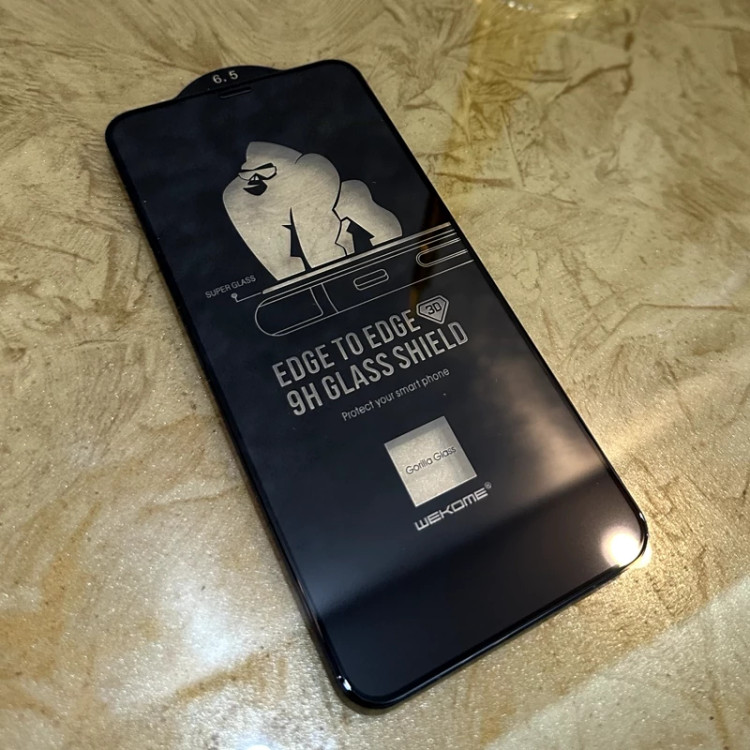 6.5
SUPER GLASS
EDGE TO EDGE 3D
9H GLASS SHIELD
Protect your smart phone
Gorilla Glass
WEKOME®